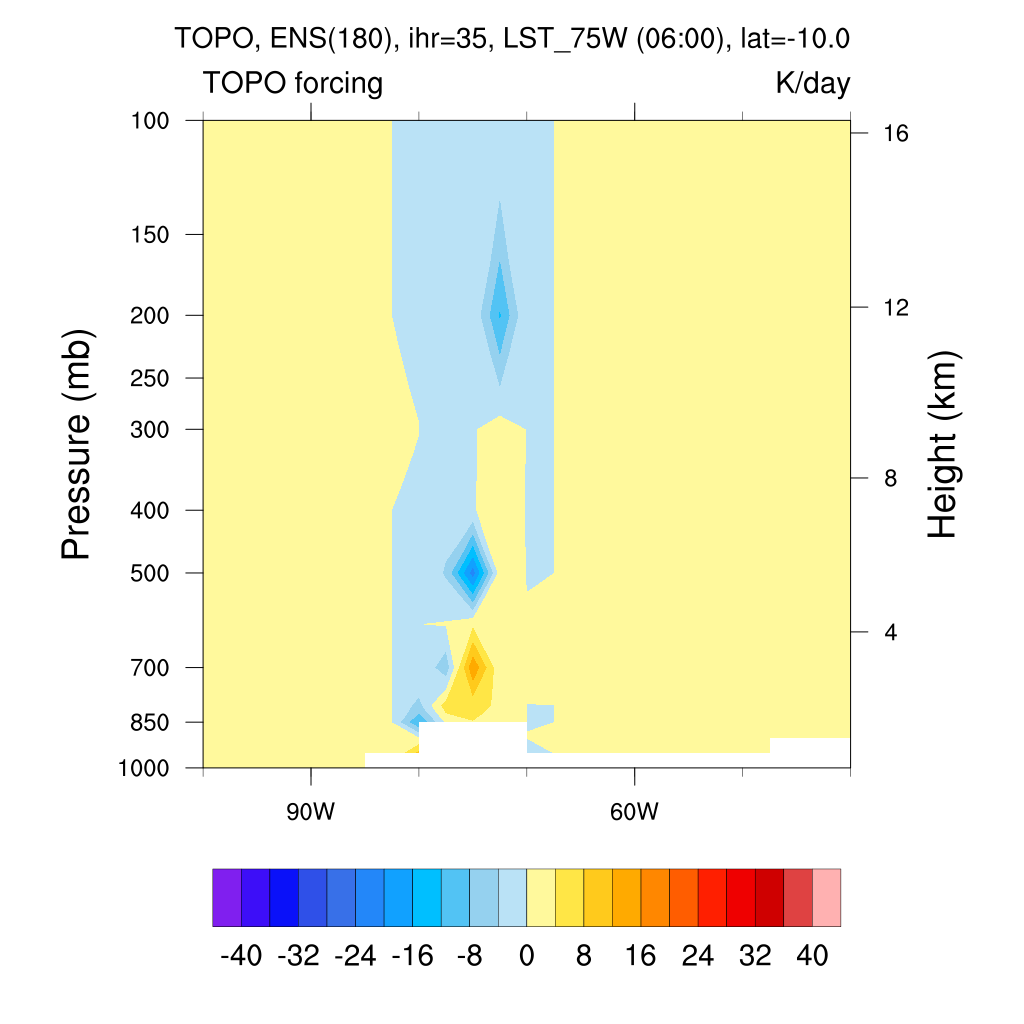 TOPO, ENS(180), ihr=35, LST_75W (06:00), lat=-10.0
TOPO forcing
K/day
100
150
200
250
300
400
500
700
850
1000
Pressure (mb)
16
12
8
4
Height (km)
90W
60W
-40 -32 -24 -16 -8 0 8 16 24 32 40